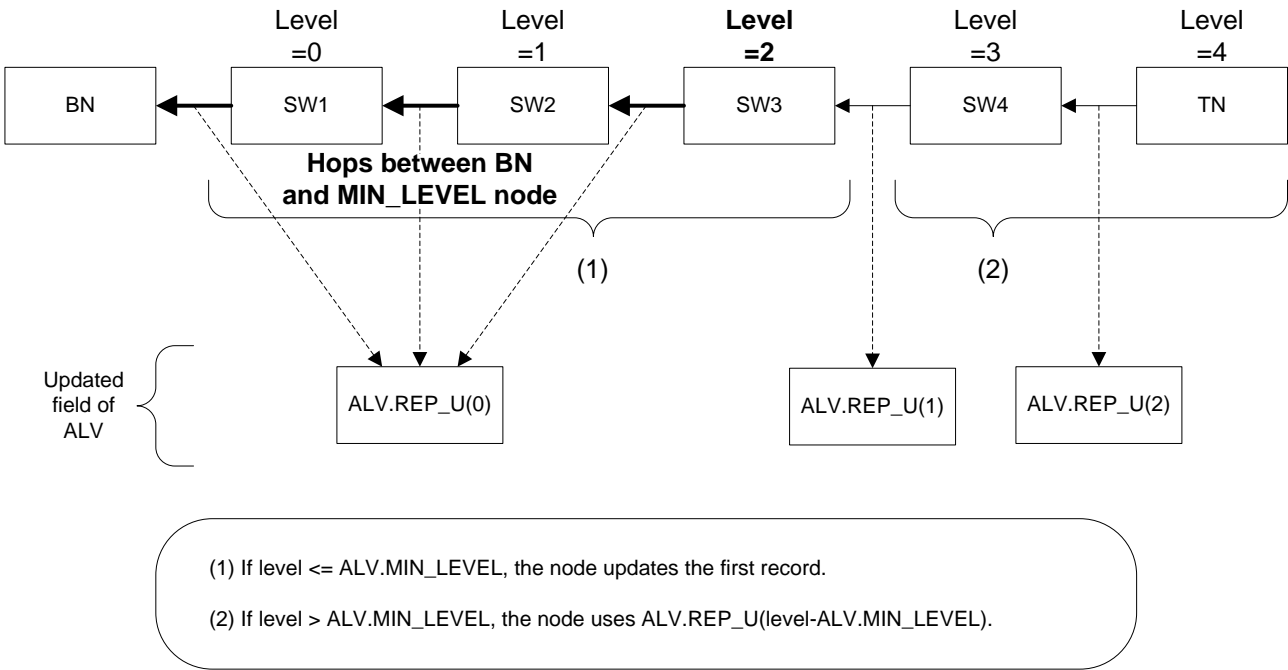 Level
=0
Level
=1
Level
=2
Level
=3
Level
=4
BN
SW1
SW2
SW3
SW4
TN
Hops between BN
and MIN_LEVEL node
(1)
(2)
Updated
field of
ALV
ALV.REP_U(0)
ALV.REP_U(1)
ALV.REP_U(2)
(1) If level <= ALV.MIN_LEVEL, the node updates the first record.
(2) If level > ALV.MIN_LEVEL, the node uses ALV.REP_U(level-ALV.MIN_LEVEL).